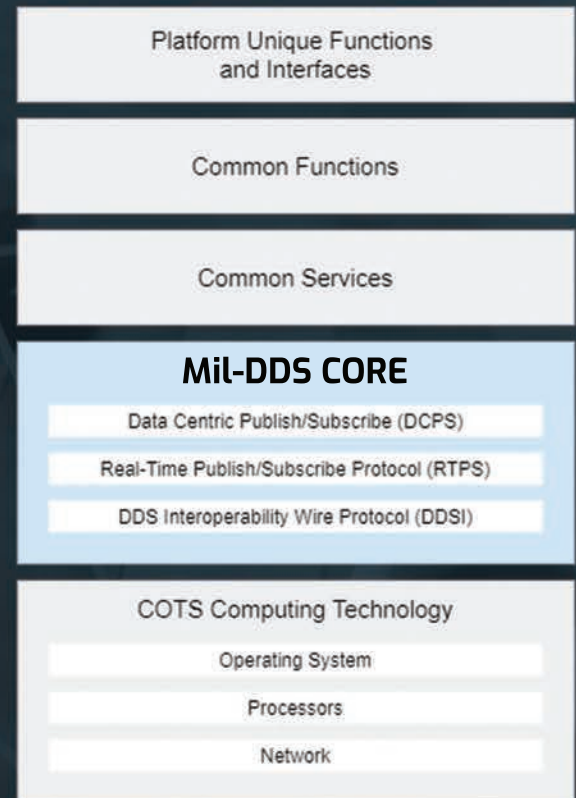 Platform Unique Functions
and Interfaces
Common Functions
Common Services
Mil-DDS CORE
Data Centric Publish/Subscribe (DCPS)
Real-Time Publish/Subscribe Protocol (RTPS)
DDS Interoperability Wire Protocol (DDSI)
COTS Computing Technology
Operating System
Processors
Network